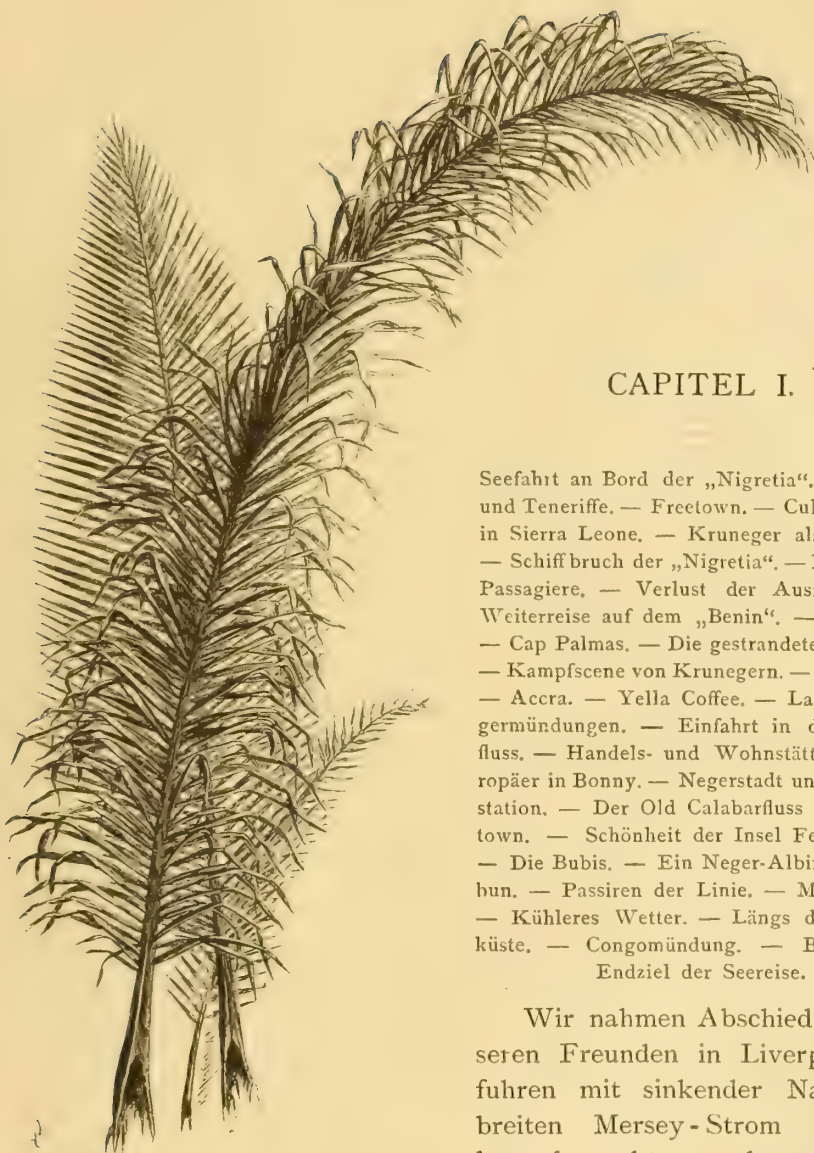 CAPITEL I.
Seefahrt an Bord der „Nigretia“.
und Teneriffe. — Freetown. — Cul
in Sierra Leone. — Kruneger al
— Schiffbruch der „Nigretia“. —
Passagiere. — Verlust der Aus
Weiterreise auf dem „Benin“. —
— Cap Palmas. — Die gestrandete
— Kampfscene von Krunegern. —
— Accra. — Yella Coffee. — La
germündungen. — Einfahrt in d
fluss. — Handels- und Wohnstätt
ropäer in Bonny. — Negerstadt un
station. — Der Old Calabarfluss
town. — Schönheit der Insel Fe
— Die Bubis. — Ein Neger-Albi
bun. — Passiren der Linie. — M
— Kühleres Wetter. — Längs d
küste. — Congomündung. — B
Endziel der Seereise.
Wir nahmen Abschied
seren Freunden in Liverp
fuhren mit sinkender Na
breiten Mersey-Strom